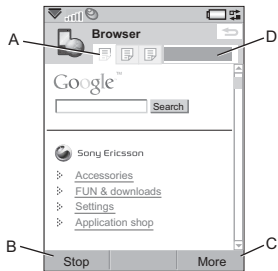 Browser
A
D
Google™
Search
Sony Ericsson
Accessories
FUN & downloads
Settings
Application shop
B
C
Stop
More